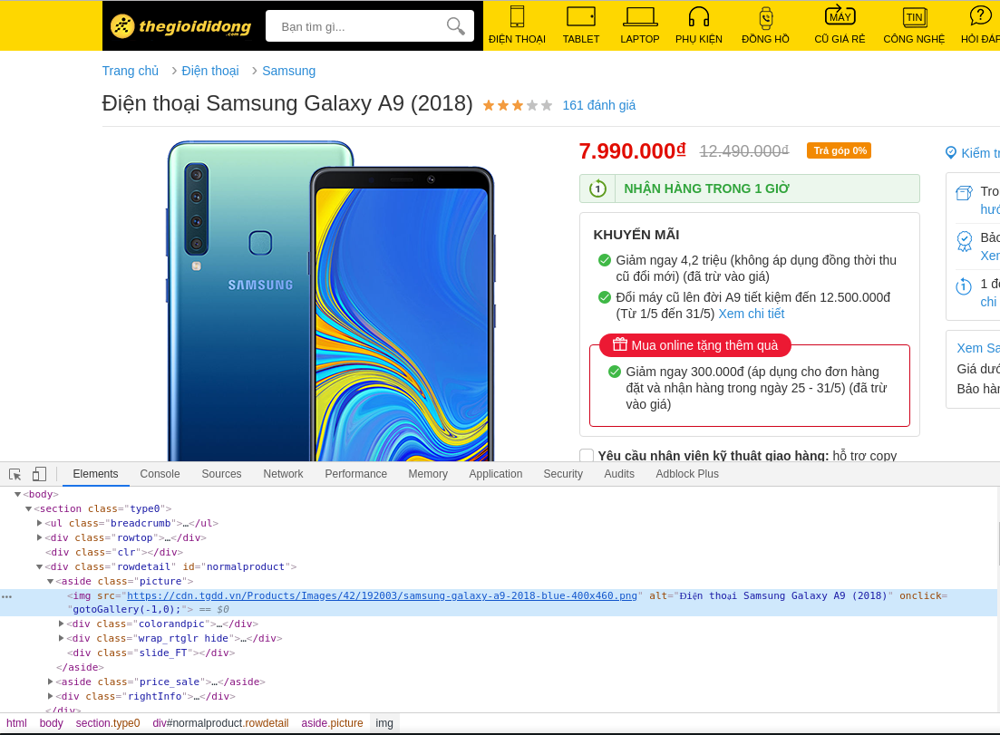 thegioididong.com
Bạn tìm gì...
ĐIỆN THOẠI
TABLET
LAPTOP
PHỤ KIỆN
ĐỒNG HỒ
MÁY
CŨ GIÁ RẺ
TIN
CÔNG NGHỆ
HỎI ĐÁP
Trang chủ > Điện thoại > Samsung
Điện thoại Samsung Galaxy A9 (2018) 161 đánh giá
SAMSUNG
7.990.000₫ 12.490.000₫ Trả góp 0%
1 NHẬN HÀNG TRONG 1 GIỜ
KHUYẾN MÃI
Giảm ngay 4,2 triệu (không áp dụng đồng thời thu
cũ đổi mới) (đã trừ vào giá)
Đổi máy cũ lên đời A9 tiết kiệm đến 12.500.000đ
(Từ 1/5 đến 31/5) Xem chi tiết
Mua online tặng thêm quà
Giảm ngay 300.000đ (áp dụng cho đơn hàng
đặt và nhận hàng trong ngày 25 - 31/5) (đã trừ
vào giá)
Yêu cầu nhân viên kỹ thuật giao hàng: hỗ trợ copy
Kiểm tr
Tro
hướ
Bảo
Xer
1 đ
chi
Xem Sa
Giá dướ
Bảo hàn
Elements Console Sources Network Performance Memory Application Security Audits Adblock Plus
<body>
<section class="type0">
<ul class="breadcrumb">…</ul>
<div class="rowtop">…</div>
<div class="clr"></div>
<div class="rowdetail" id="normalproduct">
<aside class="picture">
<img src="https://cdn.tgdd.vn/Products/Images/42/192003/samsung-galaxy-a9-2018-blue-400x460.png" alt="Điện thoại Samsung Galaxy A9 (2018)" onclick=
"gotoGallery(-1,0);"> == $0
<div class="colorandpic">…</div>
<div class="wrap_rtglr hide">…</div>
<div class="slide_FT"></div>
</aside>
<aside class="price_sale">…</aside>
<div class="rightInfo">…</div>
</div>
html body section.type0 div#normalproduct.rowdetail aside.picture img